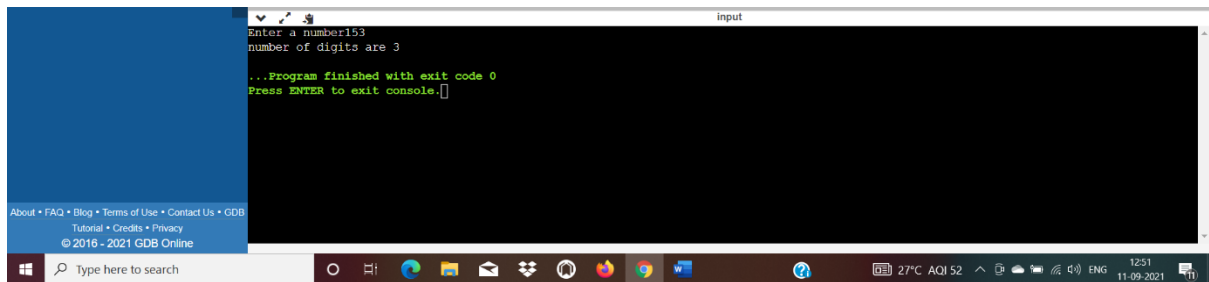 input
Enter a number153
number of digits are 3
...Program finished with exit code 0
Press ENTER to exit console.
About • FAQ • Blog • Terms of Use • Contact Us • GDB
Tutorial • Credits • Privacy
© 2016 - 2021 GDB Online
Type here to search
27°C AQI 52
ENG
12:51
11-09-2021